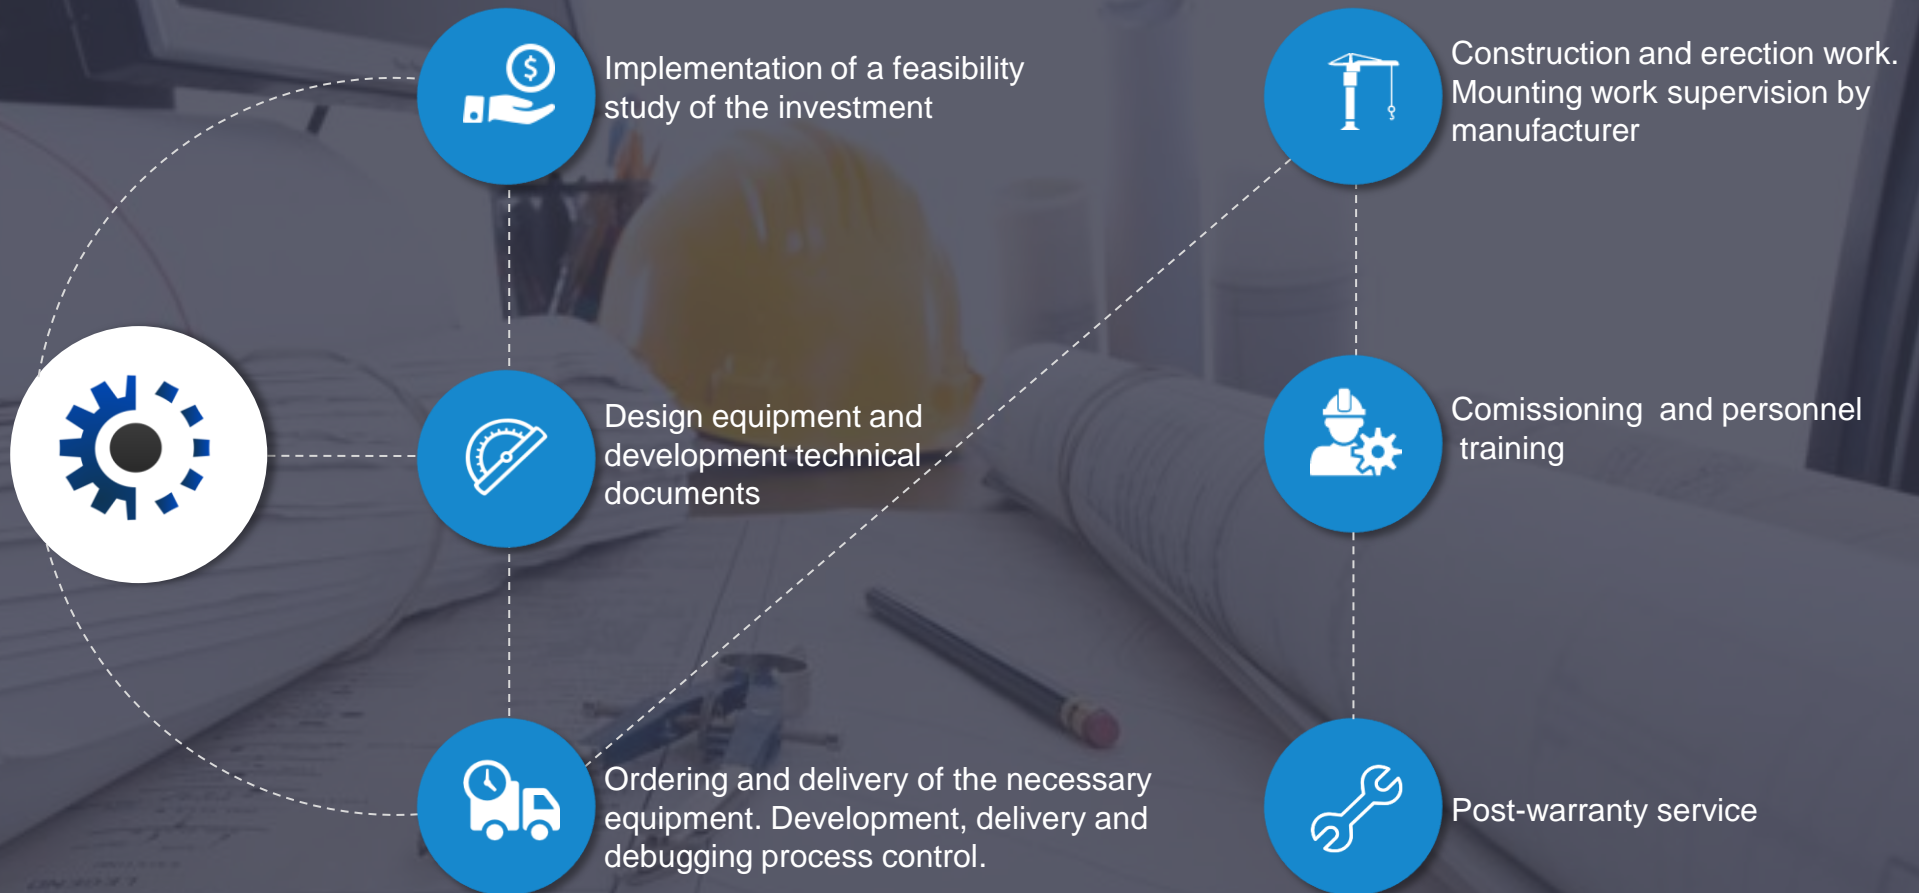 Implementation of a feasibility
study of the investment
Design equipment and
development technical
documents
Ordering and delivery of the necessary
equipment. Development, delivery and
debugging process control.
Construction and erection work.
Mounting work supervision by
manufacturer
Comissioning  and personnel
training
Post-warranty service
$